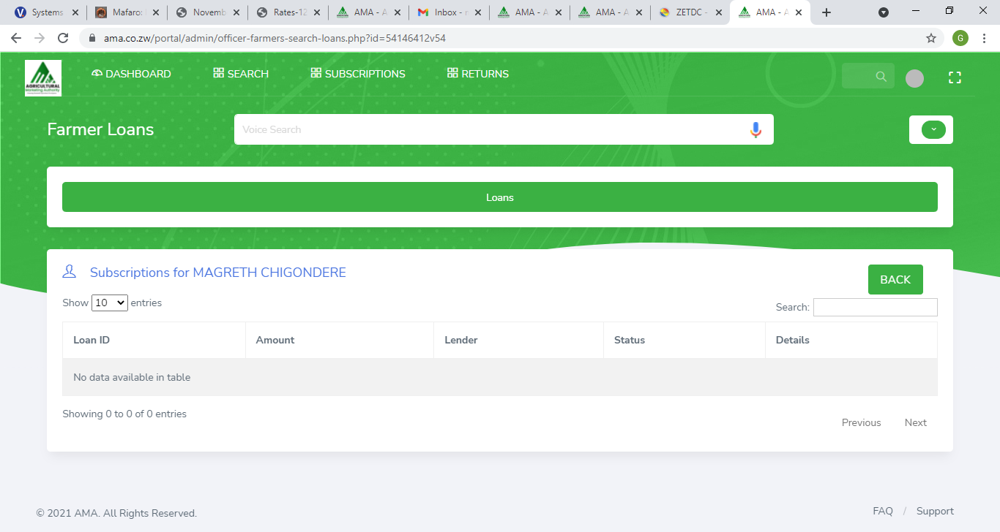 Systems
Mafaro:
Novemb
Rates-12
AMA - A
Inbox - r
AMA - A
AMA - A
ZETDC -
AMA - A
ama.co.zw/portal/admin/officer-farmers-search-loans.php?id=54146412v54
G
AGRICULTURAL
Marketing Authority
DASHBOARD
SEARCH
SUBSCRIPTIONS
RETURNS
Farmer Loans
Voice Search
Loans
Subscriptions for MAGRETH CHIGONDERE
BACK
Show 10 entries
Search:
Loan ID Amount Lender Status Details
No data available in table
Showing 0 to 0 of 0 entries
Previous Next
© 2021 AMA. All Rights Reserved.
FAQ / Support